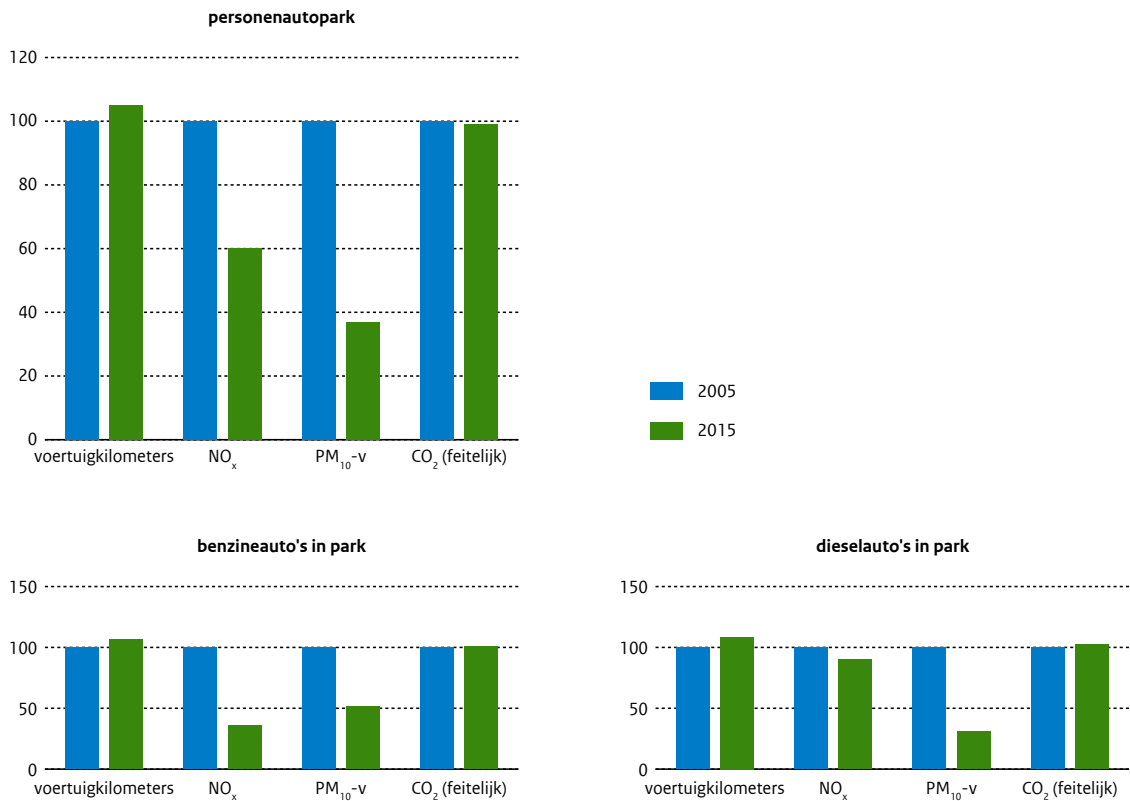 personenautopark
120
100
80
60
40
20
0
voertuigkilometers NOx PM10-v CO2 (feitelijk)
2005
2015
benzineauto's in park
150
100
50
0
voertuigkilometers NOx PM10-v CO2 (feitelijk)
dieselauto's in park
150
100
50
0
voertuigkilometers NOx PM10-v CO2 (feitelijk)